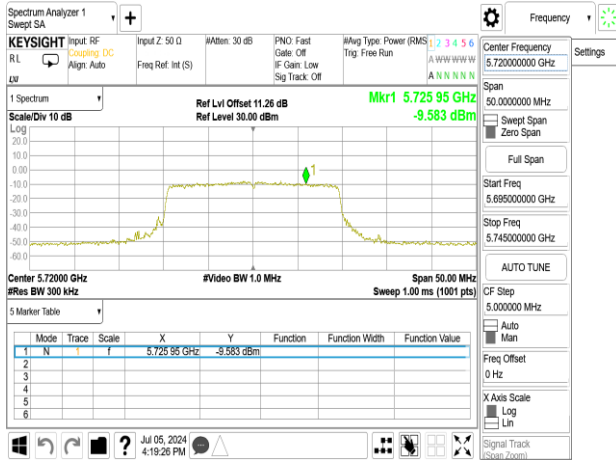 Spectrum Analyzer 1
Swept SA
Frequency
Settings
KEYSIGHT
RL
LXI
Input: RF
Coupling: DC
Align: Auto
Input Z: 50 Ω
Freq Ref: Int (S)
#Atten: 30 dB
PNO: Fast
Gate: Off
IF Gain: Low
Sig Track: Off
#Avg Type: Power (RMS)
Trig: Free Run
1 2 3 4 5 6
A W W W W W
A N N N N N
1 Spectrum
Scale/Div 10 dB
Log
Ref Lvl Offset 11.26 dB
Ref Level 30.00 dBm
Mkr1 5.725 95 GHz
-9.583 dBm
20.0
10.0
0.00
-10.0
-20.0
-30.0
-40.0
-50.0
-60.0
1
Center 5.72000 GHz
#Res BW 300 kHz
#Video BW 1.0 MHz
Span 50.00 MHz
Sweep 1.00 ms (1001 pts)
5 Marker Table
Mode Trace Scale X Y Function Function Width Function Value
1 N 1 f 5.725 95 GHz -9.583 dBm
2
3
4
5
6
Jul 05, 2024
4:19:26 PM
Center Frequency
5.720000000 GHz
Span
50.0000000 MHz
Swept Span
Zero Span
Full Span
Start Freq
5.695000000 GHz
Stop Freq
5.745000000 GHz
AUTO TUNE
CF Step
5.000000 MHz
Auto
Man
Freq Offset
0 Hz
X Axis Scale
Log
Lin
Signal Track
(Span Zoom)